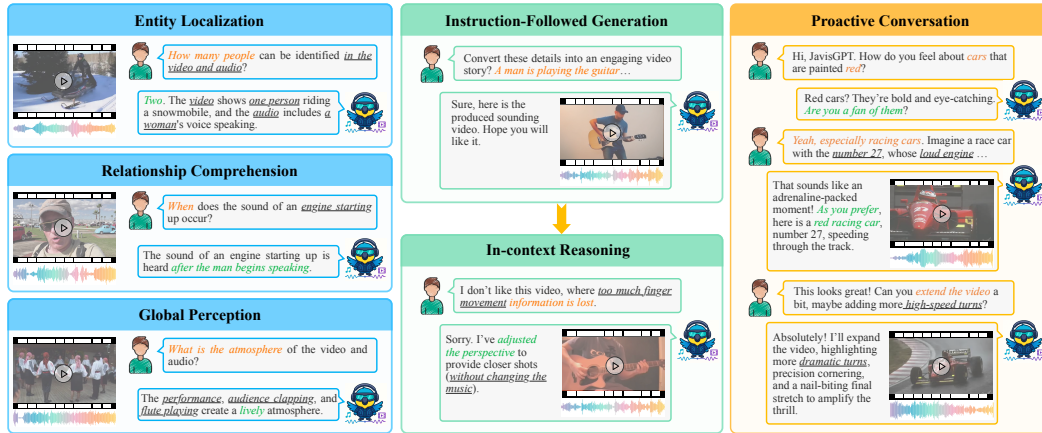 Entity Localization
How many people can be identified in the
video and audio?
Two. The video shows one person riding
a snowmobile, and the audio includes a
woman's voice speaking.
Relationship Comprehension
When does the sound of an engine starting
up occur?
The sound of an engine starting up is
heard after the man begins speaking.
Global Perception
What is the atmosphere of the video and
audio?
The performance, audience clapping, and
flute playing create a lively atmosphere.
Instruction-Followed Generation
Convert these details into an engaging video
story? A man is playing the guitar…
Sure, here is the
produced sounding
video. Hope you will
like it.
In-context Reasoning
I don't like this video, where too much finger
movement information is lost.
Sorry. I've adjusted
the perspective to
provide closer shots
(without changing the
music).
Proactive Conversation
Hi, JavisGPT. How do you feel about cars that
are painted red?
Red cars? They're bold and eye-catching.
Are you a fan of them?
Yeah, especially racing cars. Imagine a race car
with the number 27, whose loud engine …
That sounds like an
adrenaline-packed
moment! As you prefer,
here is a red racing car,
number 27, speeding
through the track.
This looks great! Can you extend the video a
bit, maybe adding more high-speed turns?
Absolutely! I'll expand
the video, highlighting
more dramatic turns,
precision cornering,
and a nail-biting final
stretch to amplify the
thrill.